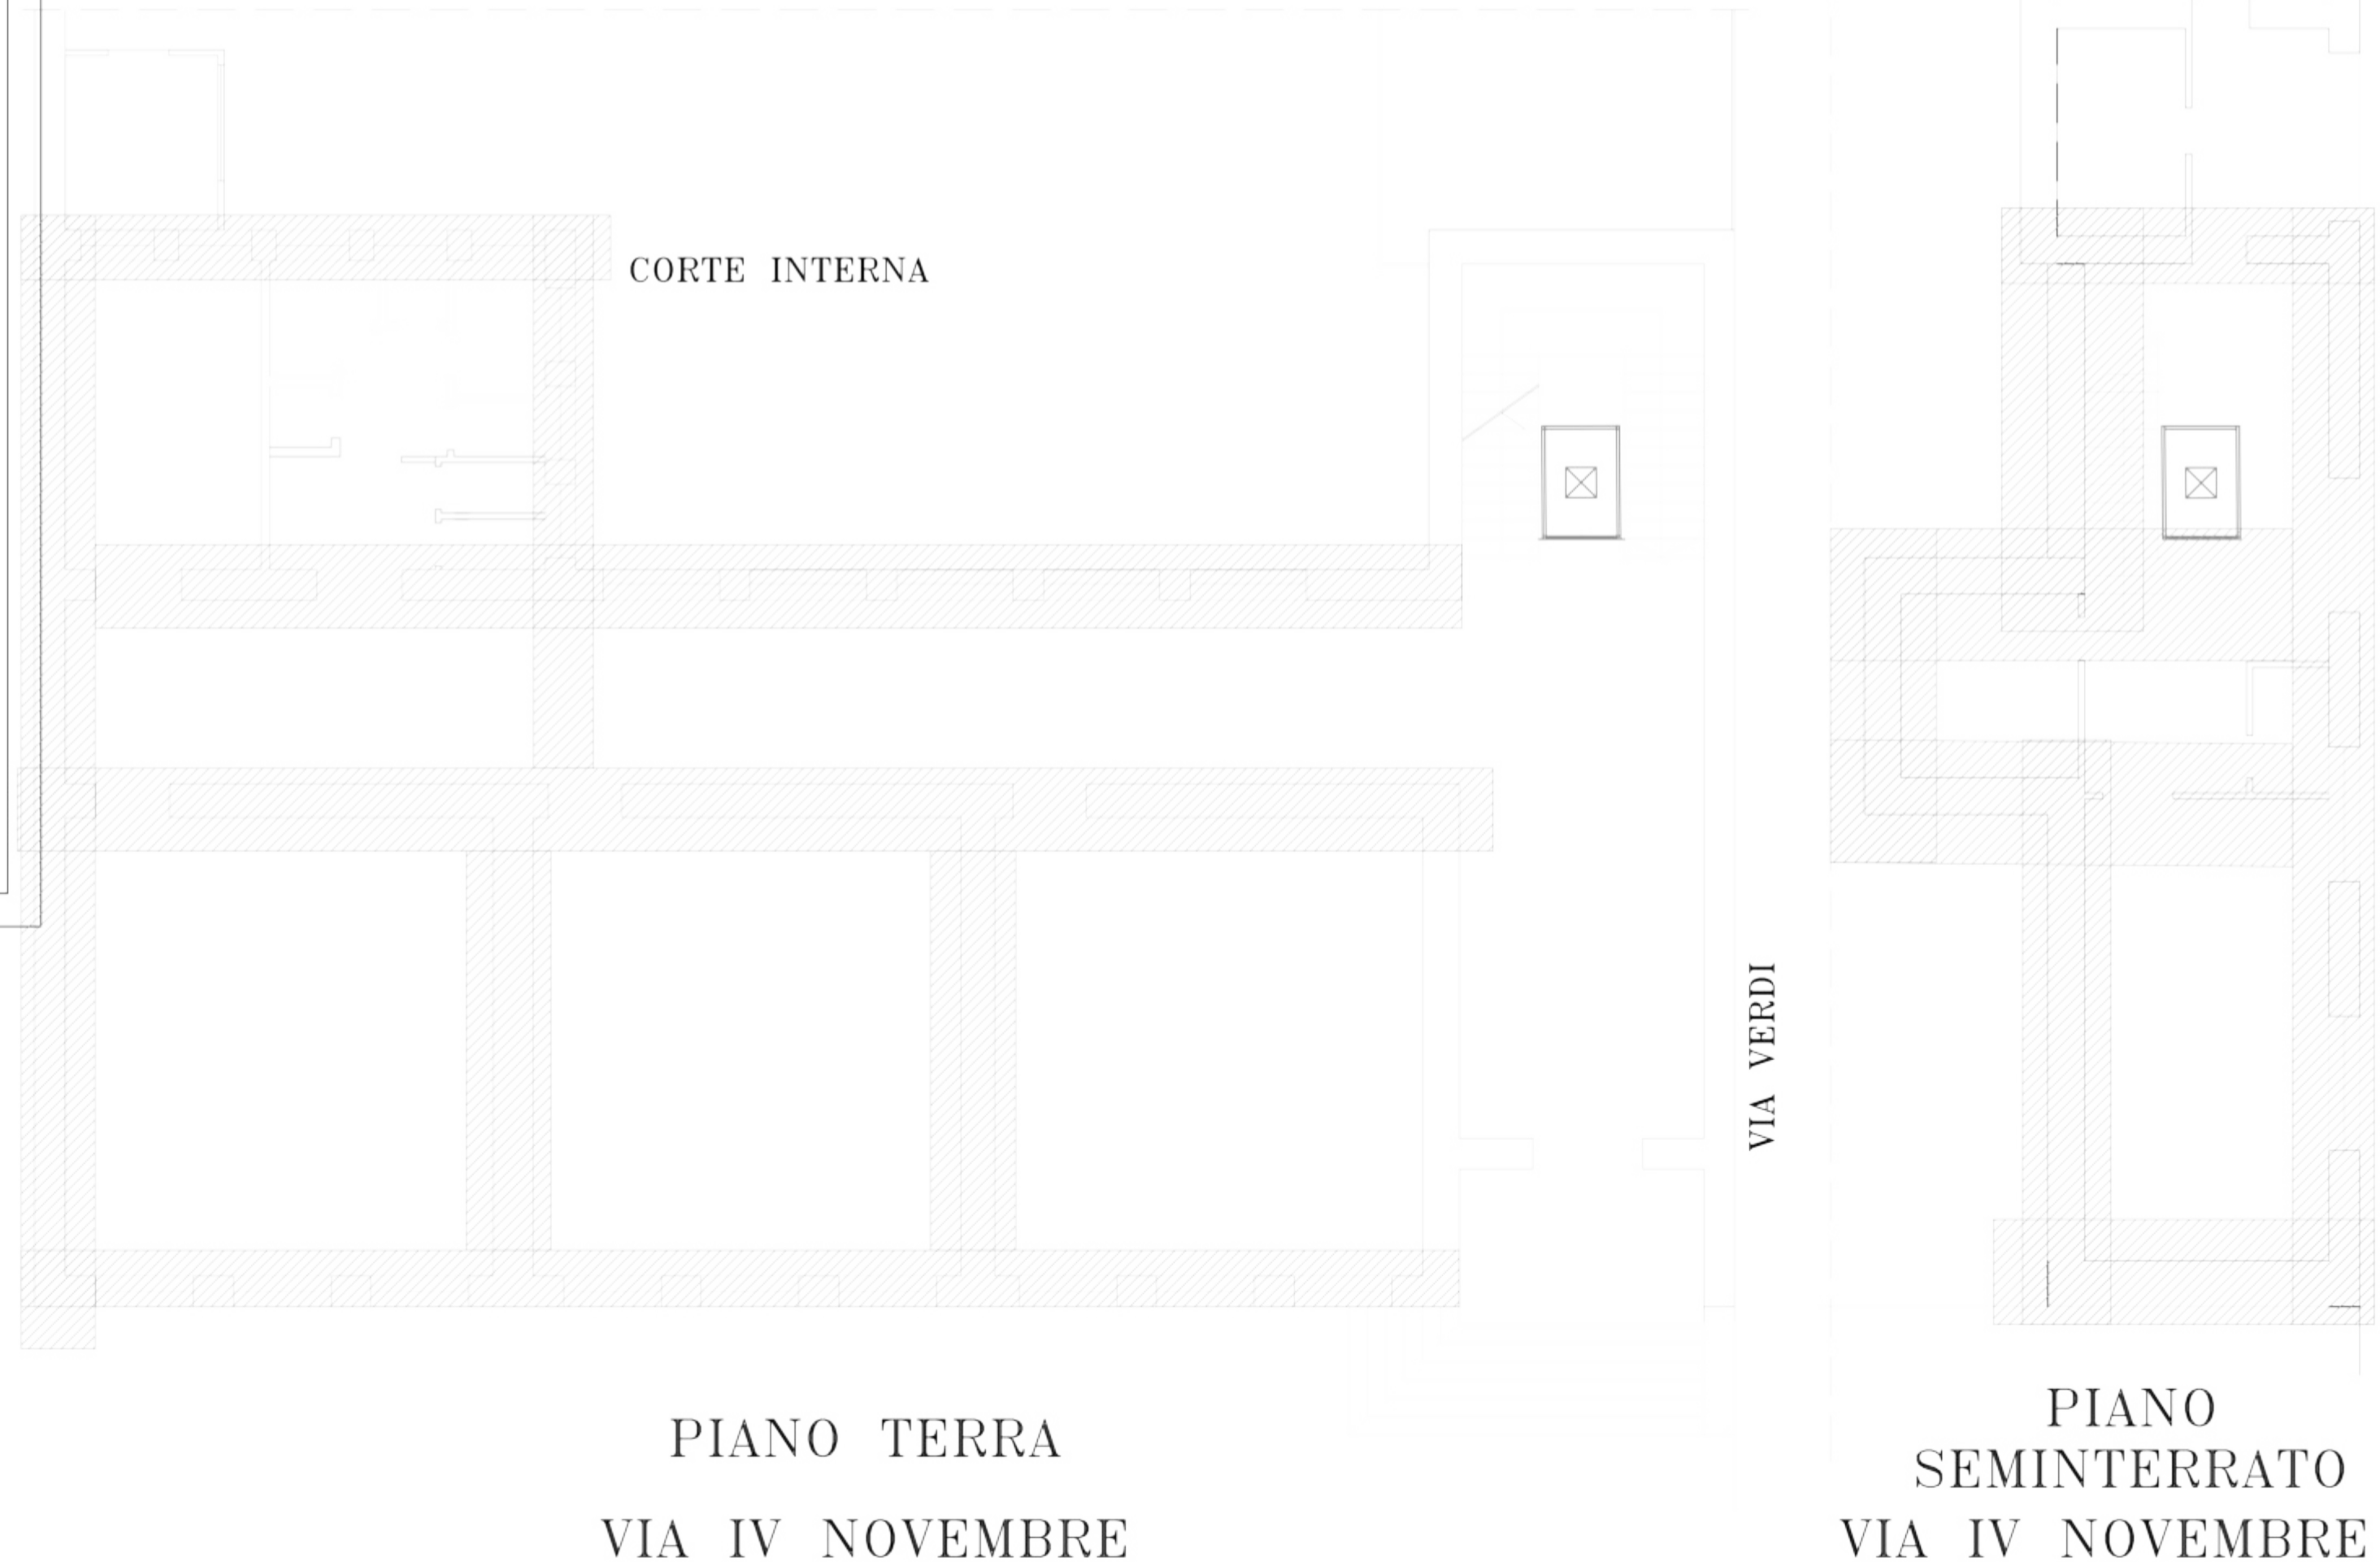 CORTE INTERNA
VIA VERDI
PIANO TERRA
VIA IV NOVEMBRE
PIANO
SEMINTERRATO
VIA IV NOVEMBRE